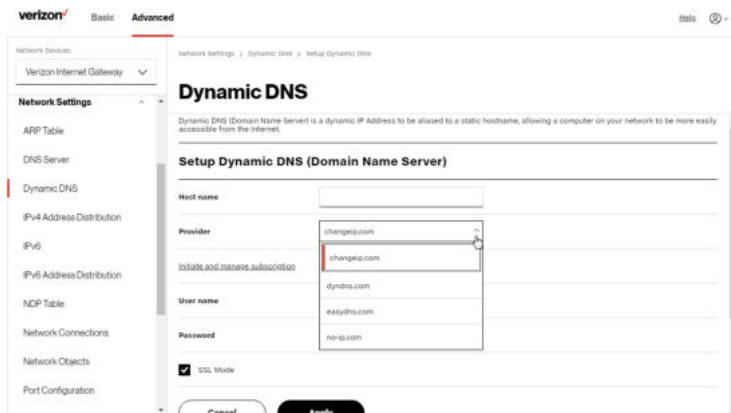 verizon
Basic
Advanced
Help
Network Devices:
Verizon Internet Gateway
Network Settings
ARP Table
DNS Server
Dynamic DNS
IPv4 Address Distribution
IPv6
IPv6 Address Distribution
NDP Table
Network Connections
Network Objects
Port Configuration
Network Settings > Dynamic DNS > Setup Dynamic DNS
Dynamic DNS
Dynamic DNS (Domain Name Server) is a dynamic IP Address to be aliased to a static hostname, allowing a computer on your network to be more easily
accessible from the Internet.
Setup Dynamic DNS (Domain Name Server)
Host name
Provider
changeip.com
changeip.com
dyndns.com
easydns.com
no-ip.com
Initiate and manage subscription
User name
Password
SSL Mode
Cancel
Apply